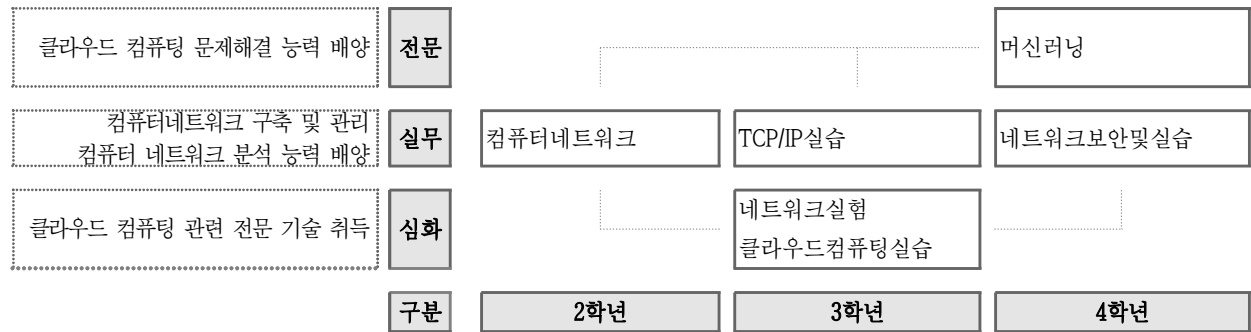 클라우드 컴퓨팅 문제해결 능력 배양
전문
머신러닝
컴퓨터네트워크 구축 및 관리
컴퓨터 네트워크 분석 능력 배양
실무
컴퓨터네트워크
TCP/IP실습
네트워크보안및실습
클라우드 컴퓨팅 관련 전문 기술 취득
심화
네트워크실험
클라우드컴퓨팅실습
구분
2학년
3학년
4학년